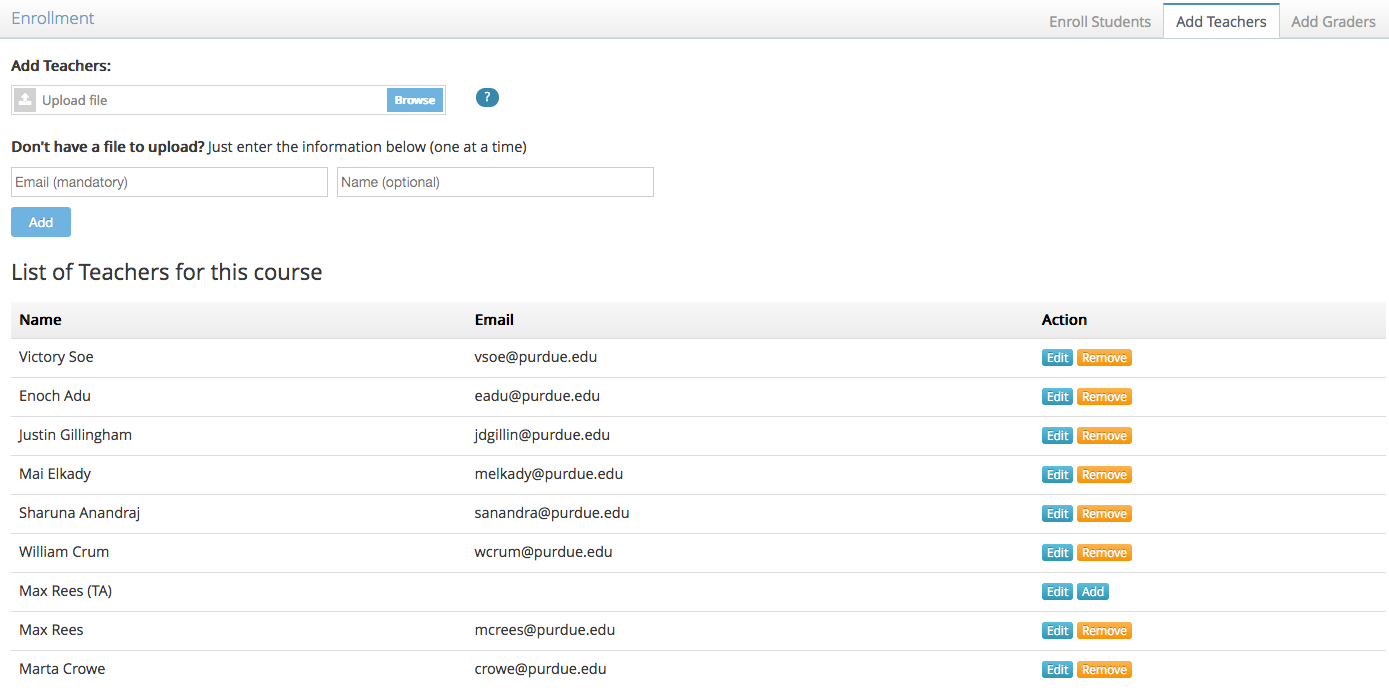 Enrollment
Enroll Students Add Teachers Add Graders
Add Teachers:
Upload file Browse ?
Don't have a file to upload? Just enter the information below (one at a time)
Email (mandatory) Name (optional)
Add
List of Teachers for this course
Name Email Action
Victory Soe vsoe@purdue.edu Edit Remove
Enoch Adu eadu@purdue.edu Edit Remove
Justin Gillingham jdgillin@purdue.edu Edit Remove
Mai Elkady melkady@purdue.edu Edit Remove
Sharuna Anandraj sanandra@purdue.edu Edit Remove
William Crum wcrum@purdue.edu Edit Remove
Max Rees (TA) Edit Add
Max Rees mcrees@purdue.edu Edit Remove
Marta Crowe crowe@purdue.edu Edit Remove